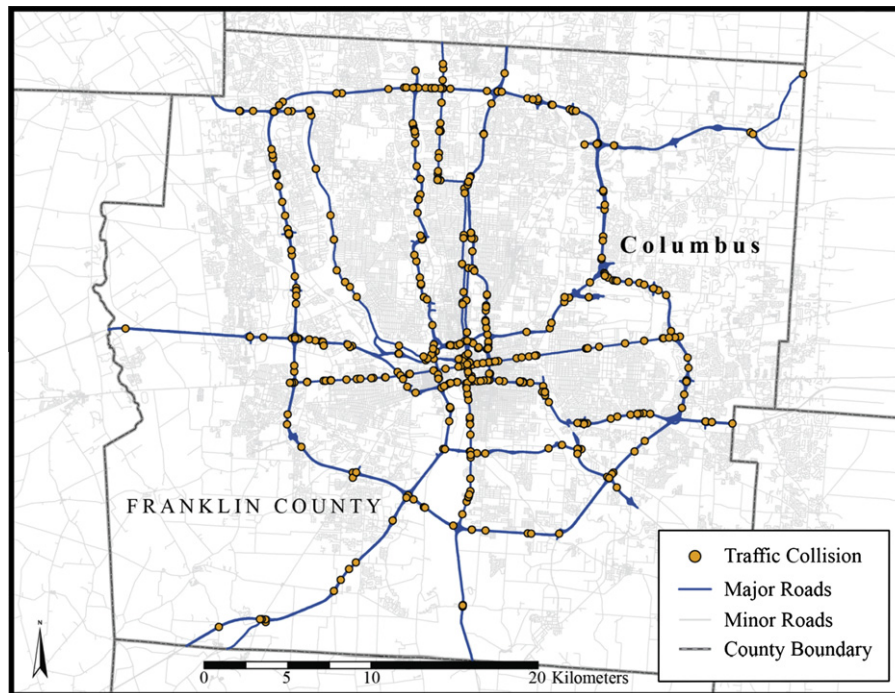 Columbus
FRANKLIN COUNTY
Traffic Collision
Major Roads
Minor Roads
County Boundary
N
0 5 10 20 Kilometers